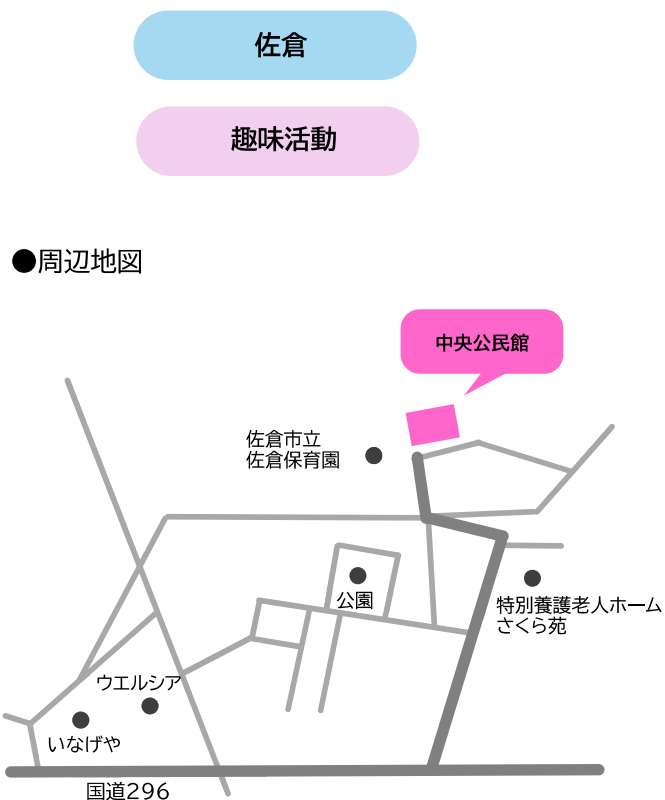 佐倉
趣味活動
●周辺地図
中央公民館
佐倉市立
佐倉保育園
公園
特別養護老人ホーム
さくら苑
ウエルシア
いなげや
国道296